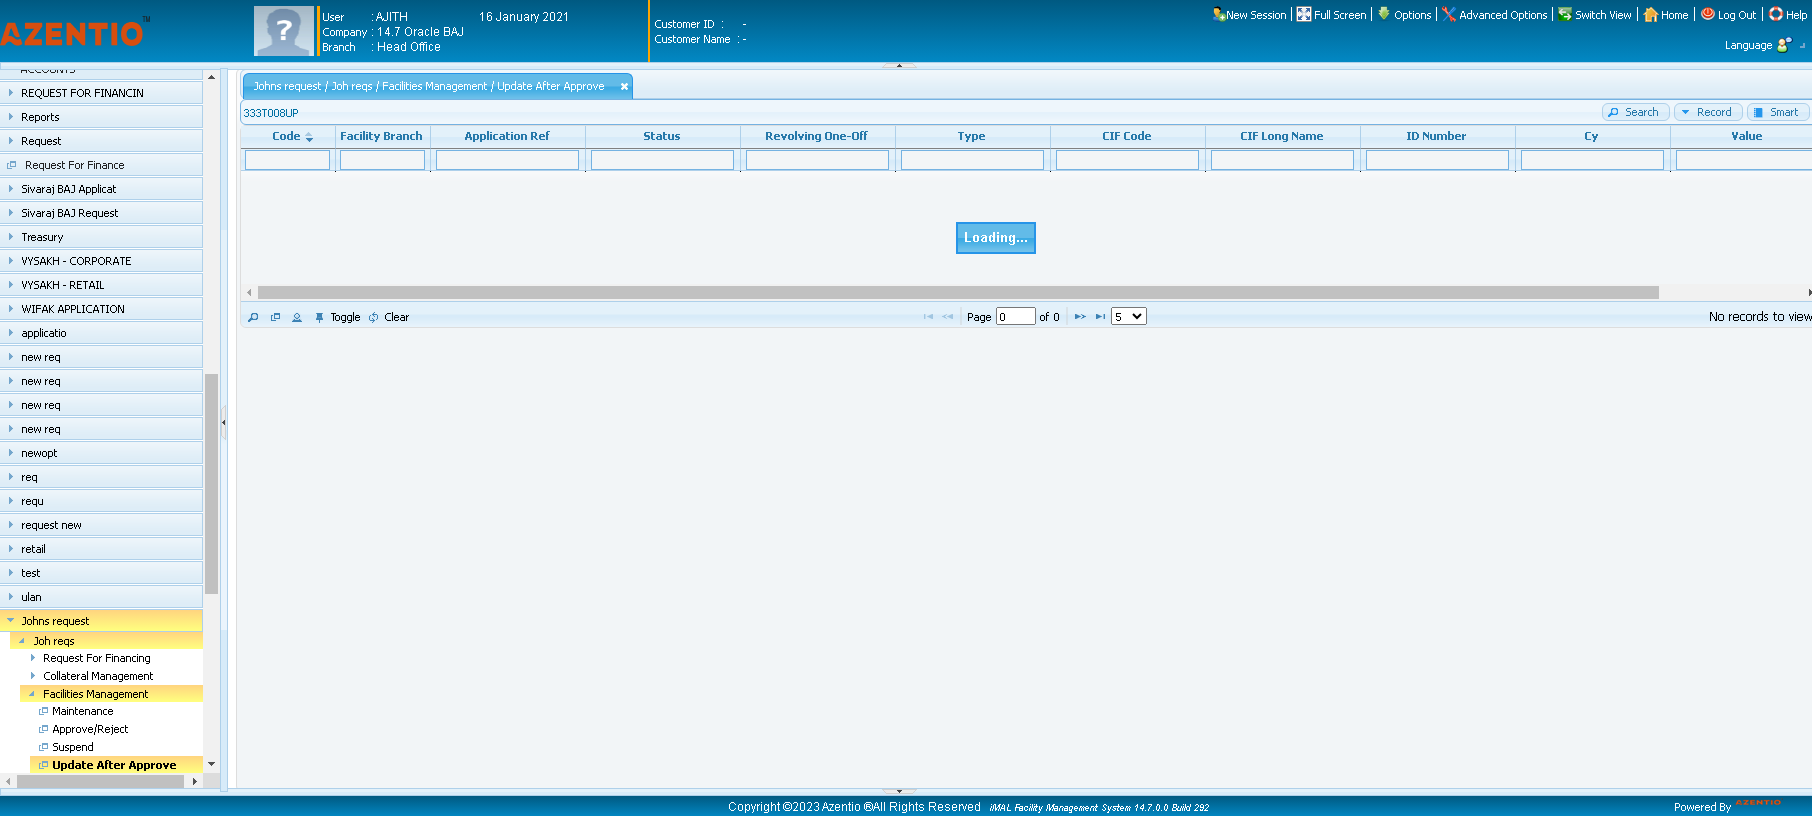 AZENTIO™
User : AJITH 16 January 2021
Company : 14.7 Oracle BAJ
Branch : Head Office
Customer ID : -
Customer Name : -
New Session Full Screen Options Advanced Options Switch View Home Log Out Help
Language
ACCOUNTS
REQUEST FOR FINANCIN
Reports
Request
Request For Finance
Sivaraj BAJ Applicat
Sivaraj BAJ Request
Treasury
VYSAKH - CORPORATE
VYSAKH - RETAIL
WIFAK APPLICATION
applicatio
new req
new req
new req
new req
newopt
req
requ
request new
retail
test
ulan
Johns request
Joh reqs
Request For Financing
Collateral Management
Facilities Management
Maintenance
Approve/Reject
Suspend
Update After Approve
Johns request / Joh reqs / Facilities Management / Update After Approve
333T008UP
Search Record Smart
Code Facility Branch Application Ref Status Revolving One-Off Type CIF Code CIF Long Name ID Number Cy Value
Loading...
Toggle Clear
Page 0 of 0 5
No records to view
Copyright ©2023 Azentio ®All Rights Reserved iMAL Facility Management System 14.7.0.0 Build 292
Powered By AZENTIO